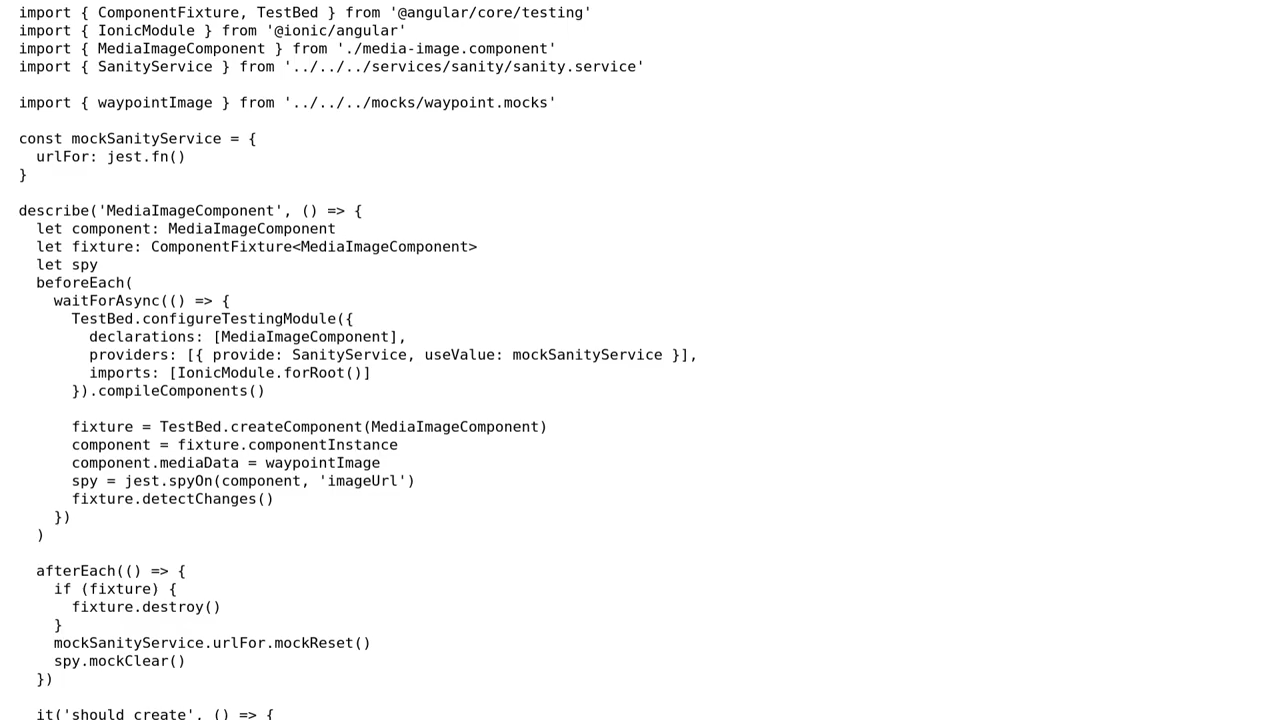 import { ComponentFixture, TestBed } from '@angular/core/testing'
import { IonicModule } from '@ionic/angular'
import { MediaImageComponent } from './media-image.component'
import { SanityService } from '../../../services/sanity/sanity.service'

import { waypointImage } from '../../../mocks/waypoint.mocks'

const mockSanityService = {
  urlFor: jest.fn()
}

describe('MediaImageComponent', () => {
  let component: MediaImageComponent
  let fixture: ComponentFixture<MediaImageComponent>
  let spy
  beforeEach(
    waitForAsync(() => {
      TestBed.configureTestingModule({
        declarations: [MediaImageComponent],
        providers: [{ provide: SanityService, useValue: mockSanityService }],
        imports: [IonicModule.forRoot()]
      }).compileComponents()

      fixture = TestBed.createComponent(MediaImageComponent)
      component = fixture.componentInstance
      component.mediaData = waypointImage
      spy = jest.spyOn(component, 'imageUrl')
      fixture.detectChanges()
    })
  )

  afterEach(() => {
    if (fixture) {
      fixture.destroy()
    }
    mockSanityService.urlFor.mockReset()
    spy.mockClear()
  })

  it('should create', () => {